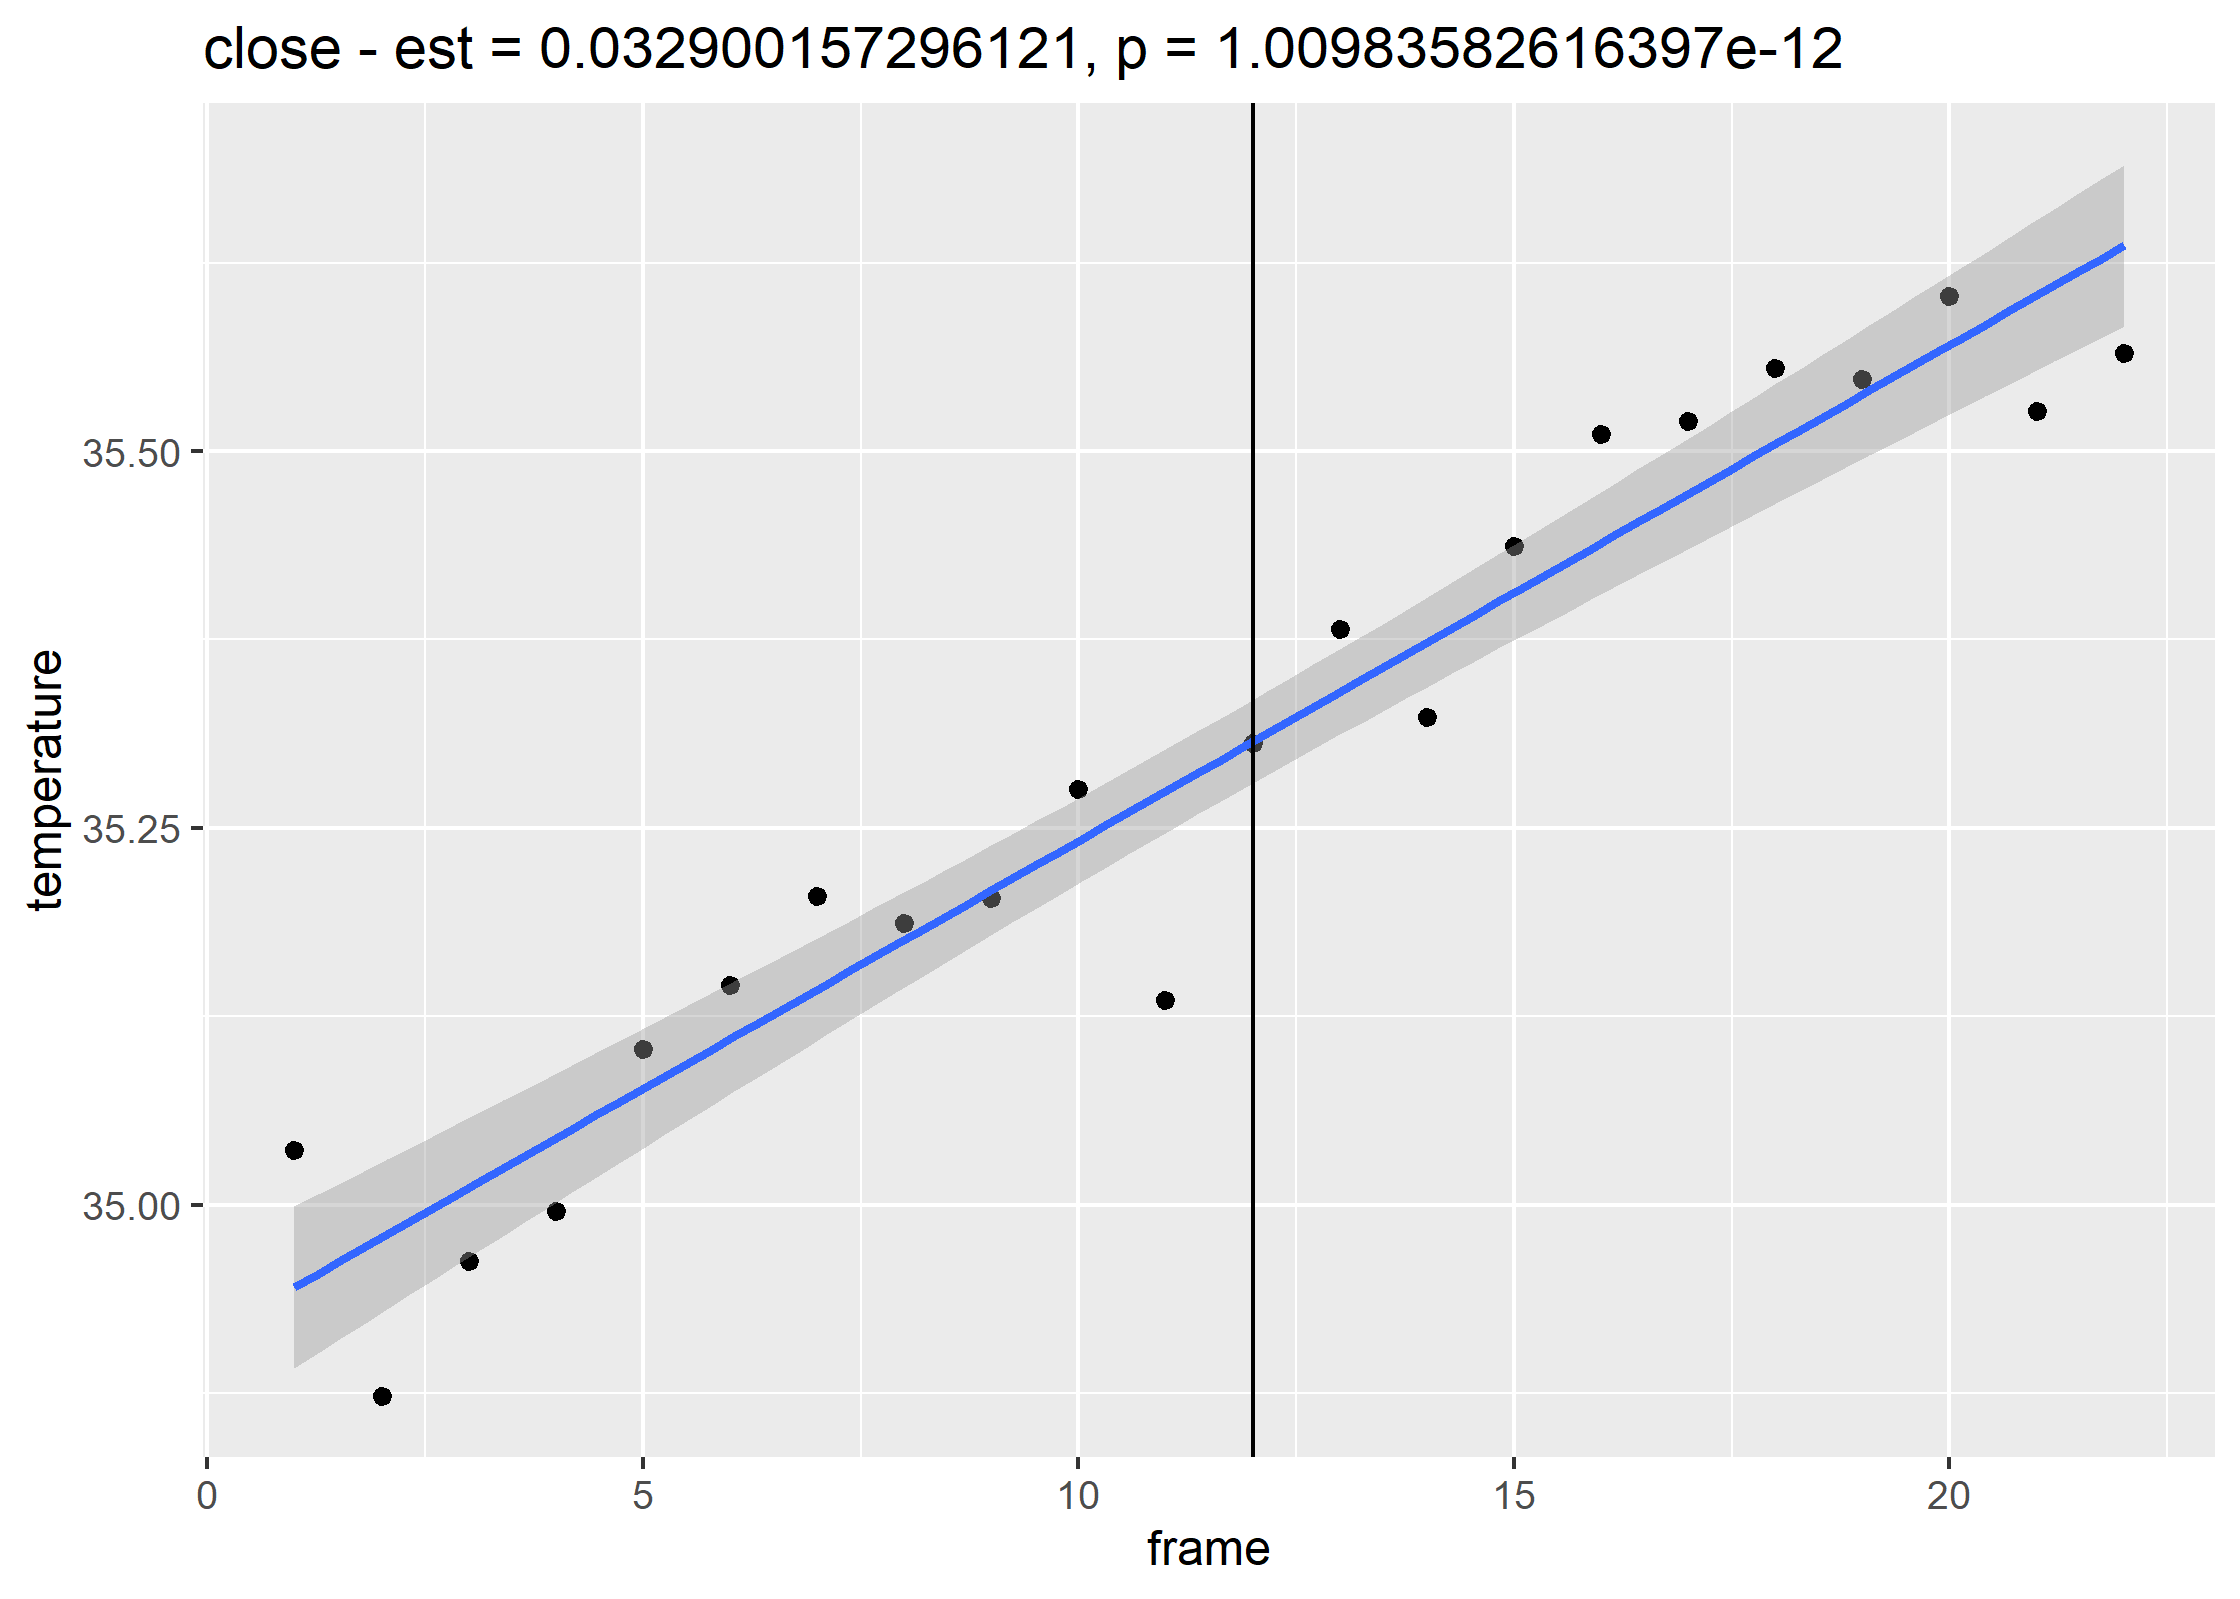 close - est = 0.032900157296121, p = 1.00983582616397e-12
temperature
35.50
35.25
35.00
0 5 10 15 20
frame